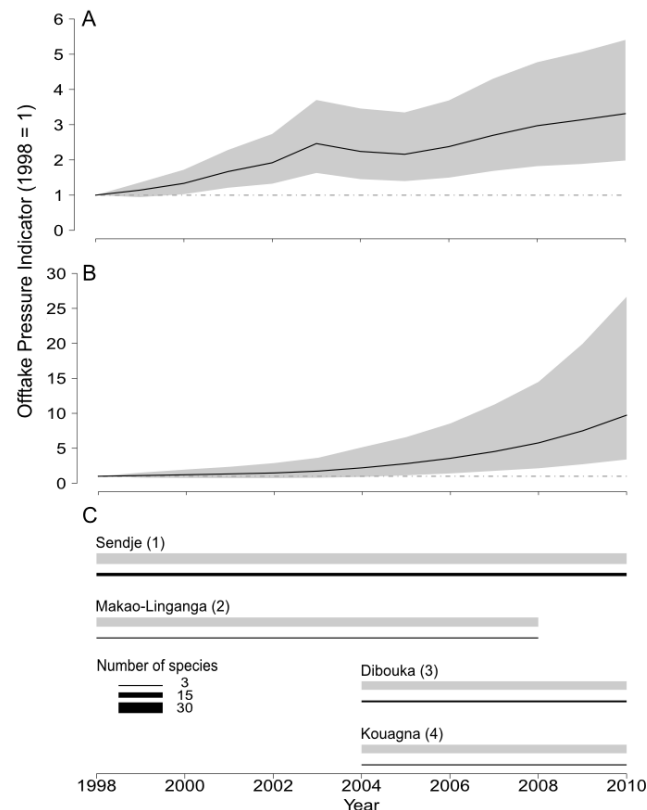 A
Offtake Pressure Indicator (1998 = 1)
6
5
4
3
2
1
0
B
30
25
20
15
10
5
0
C
Sendje (1)
Makao-Linganga (2)
Number of species
3
15
30
Dibouka (3)
Kouagna (4)
1998 2000 2002 2004 2006 2008 2010
Year